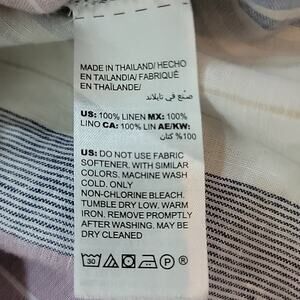 MADE IN THAILAND/ HECHO
EN TAILANDIA/ FABRIQUÉ
EN THAÏLANDE/
صنع في تايلاند
US: 100% LINEN MX: 100%
LINO CA: 100% LIN AE/KW:
100% كتان
US: DO NOT USE FABRIC
SOFTENER. WITH SIMILAR
COLORS. MACHINE WASH
COLD. ONLY
NON-CHLORINE BLEACH.
TUMBLE DRY LOW. WARM
IRON. REMOVE PROMPTLY
AFTER WASHING. MAY BE
DRY CLEANED
30
P